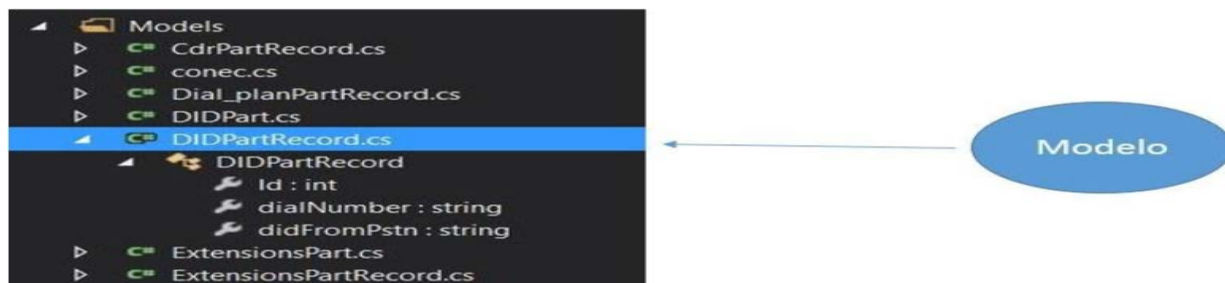 Models
C# CdrPartRecord.cs
C# conec.cs
C# Dial_planPartRecord.cs
C# DIDPart.cs
C# DIDPartRecord.cs
DIDPartRecord
Id : int
dialNumber : string
didFromPstn : string
C# ExtensionsPart.cs
C# ExtensionsPartRecord.cs
Modelo